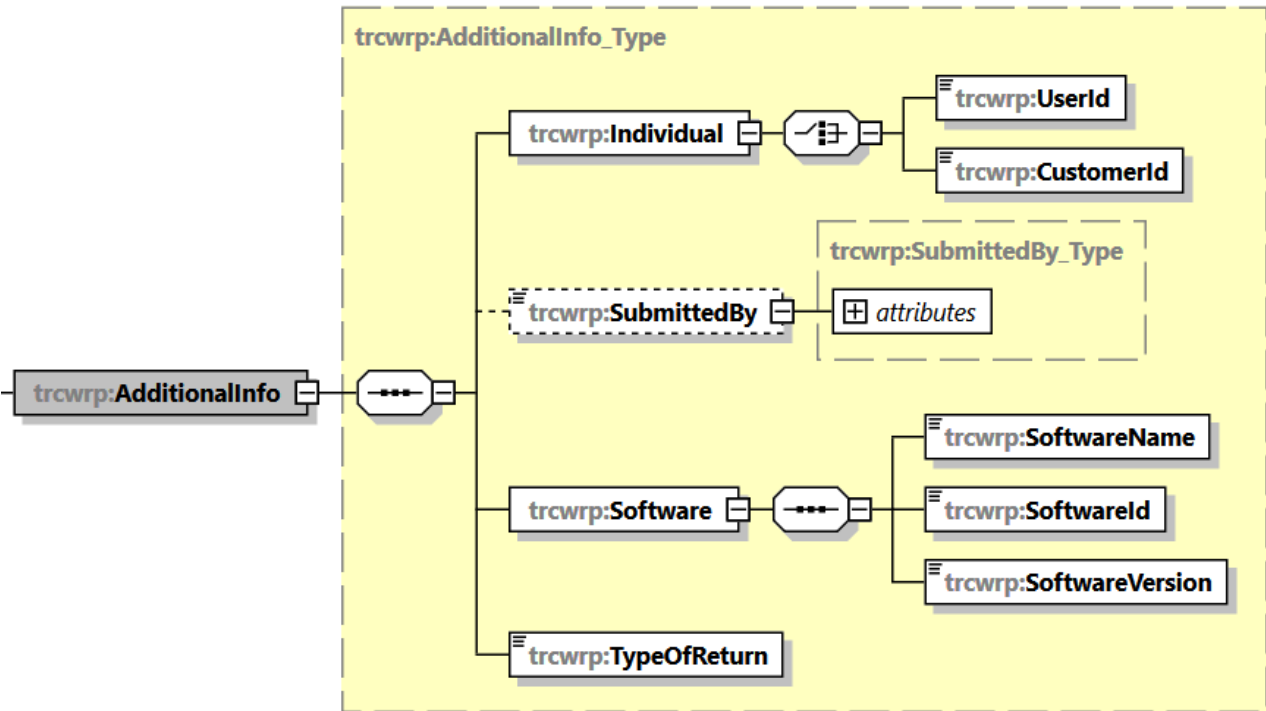 trcwrp:AdditionalInfo_Type
trcwrp:UserId
trcwrp:Individual
trcwrp:CustomerId
trcwrp:SubmittedBy_Type
trcwrp:SubmittedBy
attributes
trcwrp:AdditionalInfo
trcwrp:SoftwareName
trcwrp:Software
trcwrp:SoftwareId
trcwrp:SoftwareVersion
trcwrp:TypeOfReturn